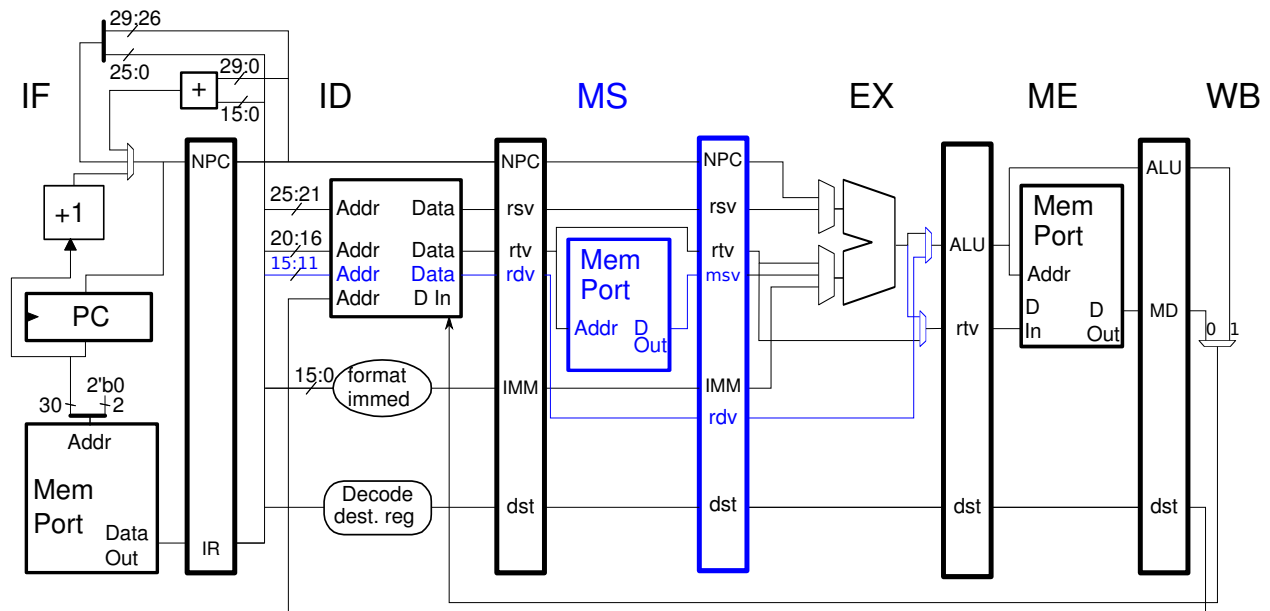 29:26
25:0
29:0
+
15:0
IF
ID
MS
EX
ME
WB
NPC
NPC
NPC
ALU
+1
25:21
Addr
Data
rsv
rsv
20:16
Addr
Data
rtv
rtv
ALU
15:11
Addr
Data
rdv
msv
Addr
D In
Mem
Port
Addr
D
Out
Mem
Port
Addr
D
In
D
Out
rtv
MD
0
1
PC
15:0
format
immed
IMM
IMM
rdv
2'b0
30
2
Addr
Mem
Port
Data
Out
IR
Decode
dest. reg
dst
dst
dst
dst